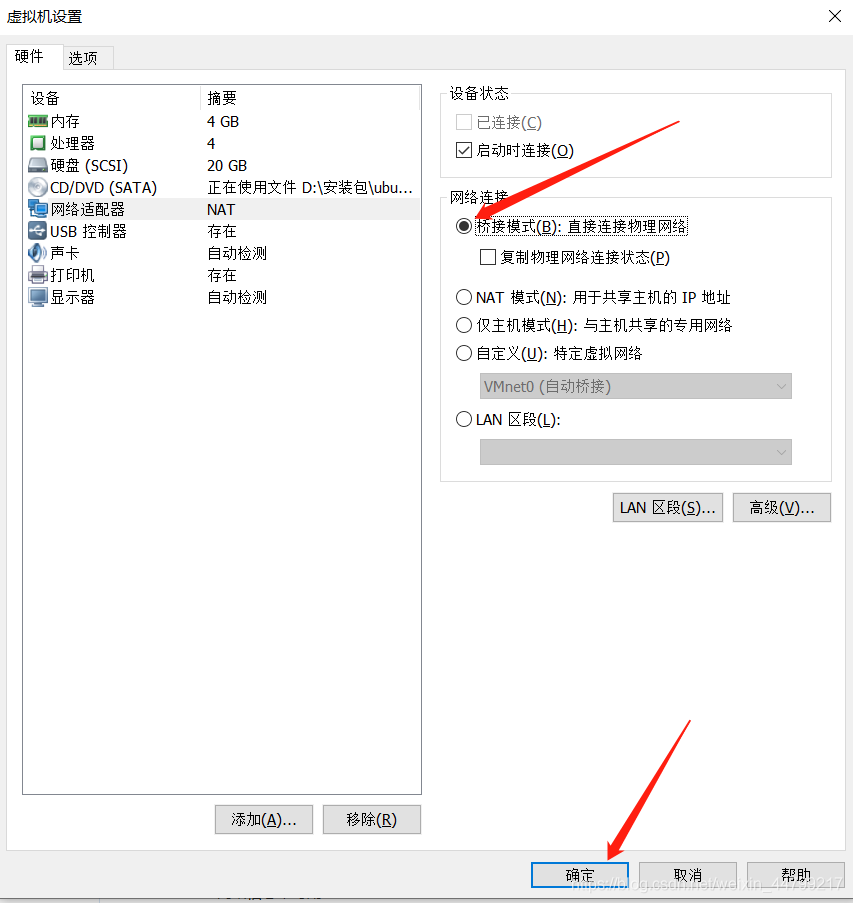 虚拟机设置
硬件 选项
设备 摘要
内存 4 GB
处理器 4
硬盘 (SCSI) 20 GB
CD/DVD (SATA) 正在使用文件 D:\安装包\ubu...
网络适配器 NAT
USB 控制器 存在
声卡 自动检测
打印机 存在
显示器 自动检测
添加(A)... 移除(R)
设备状态
已连接(C)
启动时连接(O)
网络连接
桥接模式(B): 直接连接物理网络
复制物理网络连接状态(P)
NAT 模式(N): 用于共享主机的 IP 地址
仅主机模式(H): 与主机共享的专用网络
自定义(U): 特定虚拟网络
VMnet0 (自动桥接)
LAN 区段(L):
LAN 区段(S)... 高级(V)...
确定 取消 帮助
https://blog.csdn.net/weixin_44799217